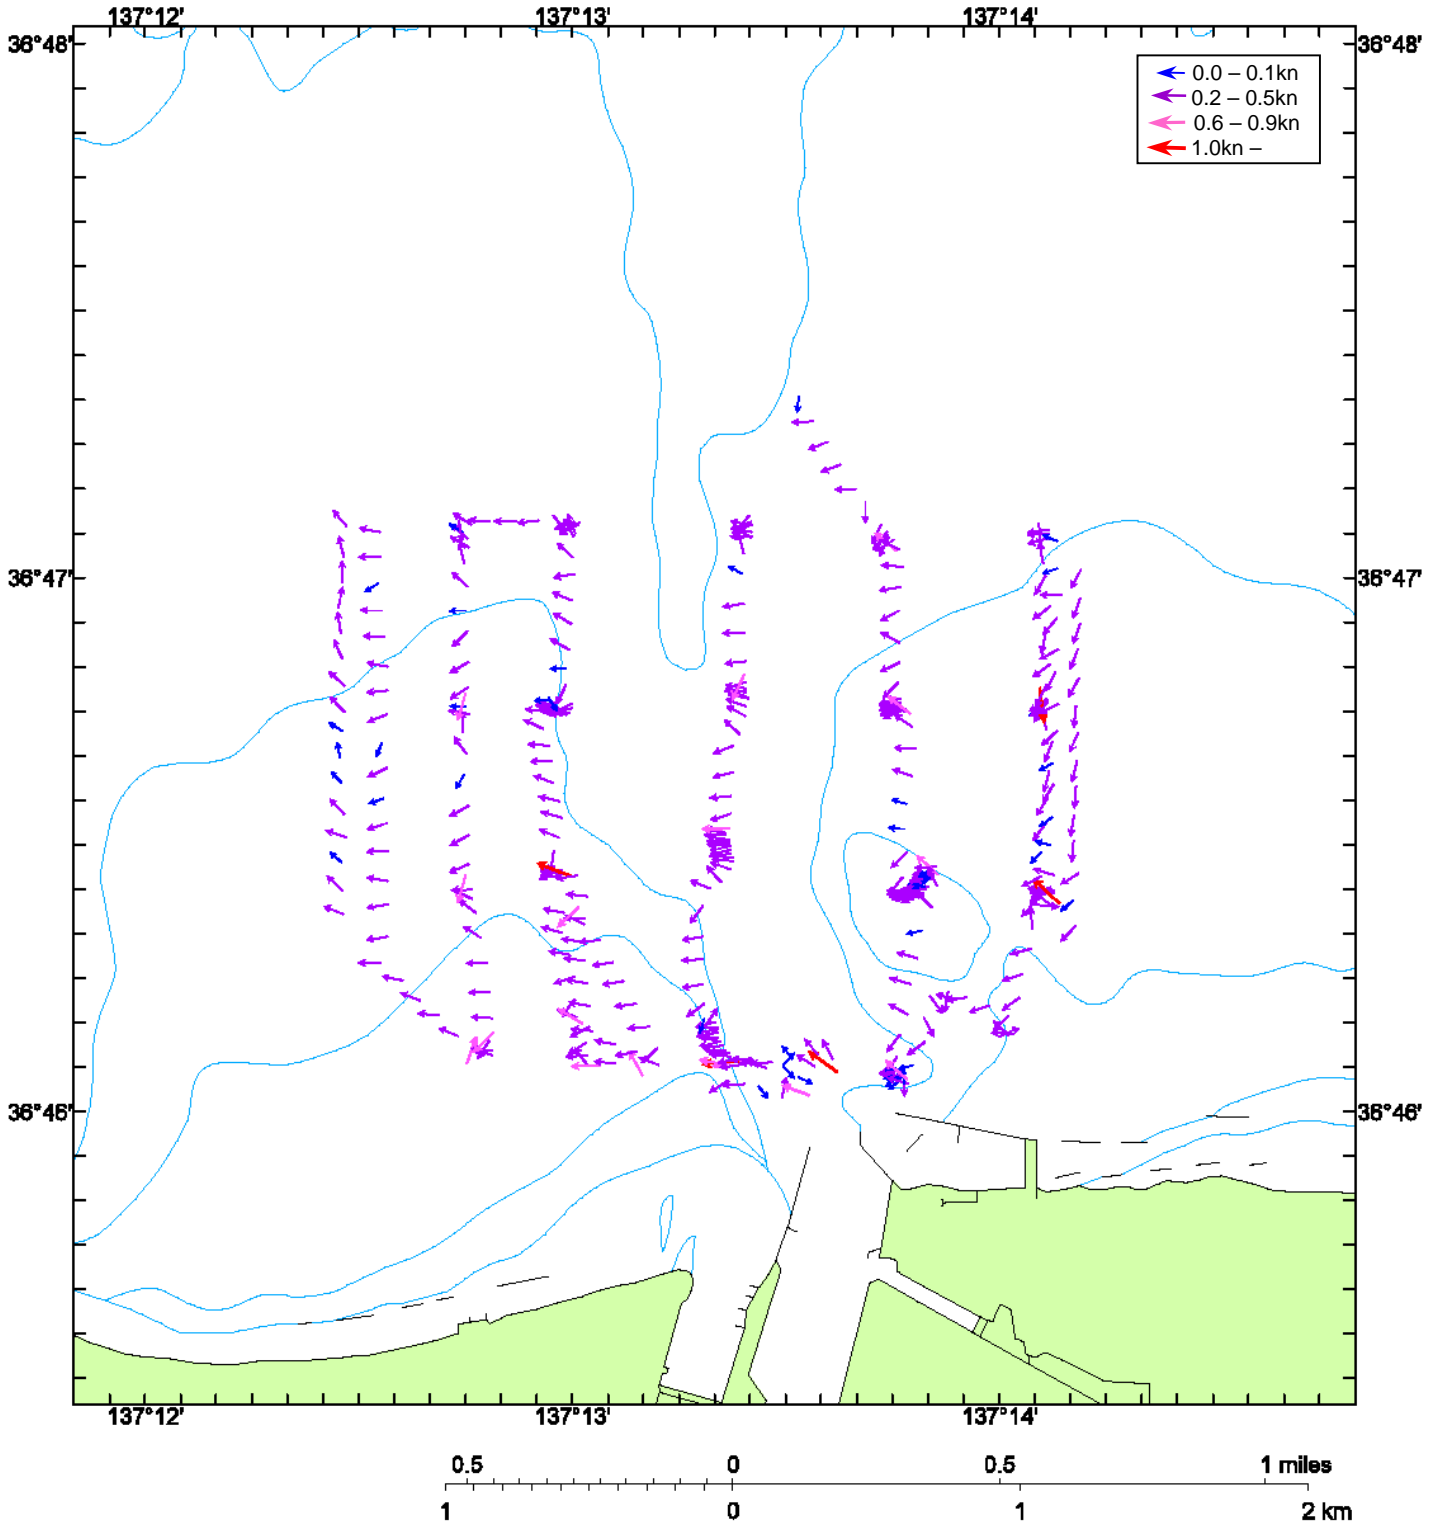 137°12' 137°13' 137°14'
36°48' 36°48'
0.0 – 0.1kn
0.2 – 0.5kn
0.6 – 0.9kn
1.0kn –
36°47' 36°47'
36°46' 36°46'
137°12' 137°13' 137°14'
0.5 0 0.5 1 miles
1 0 1 2 km